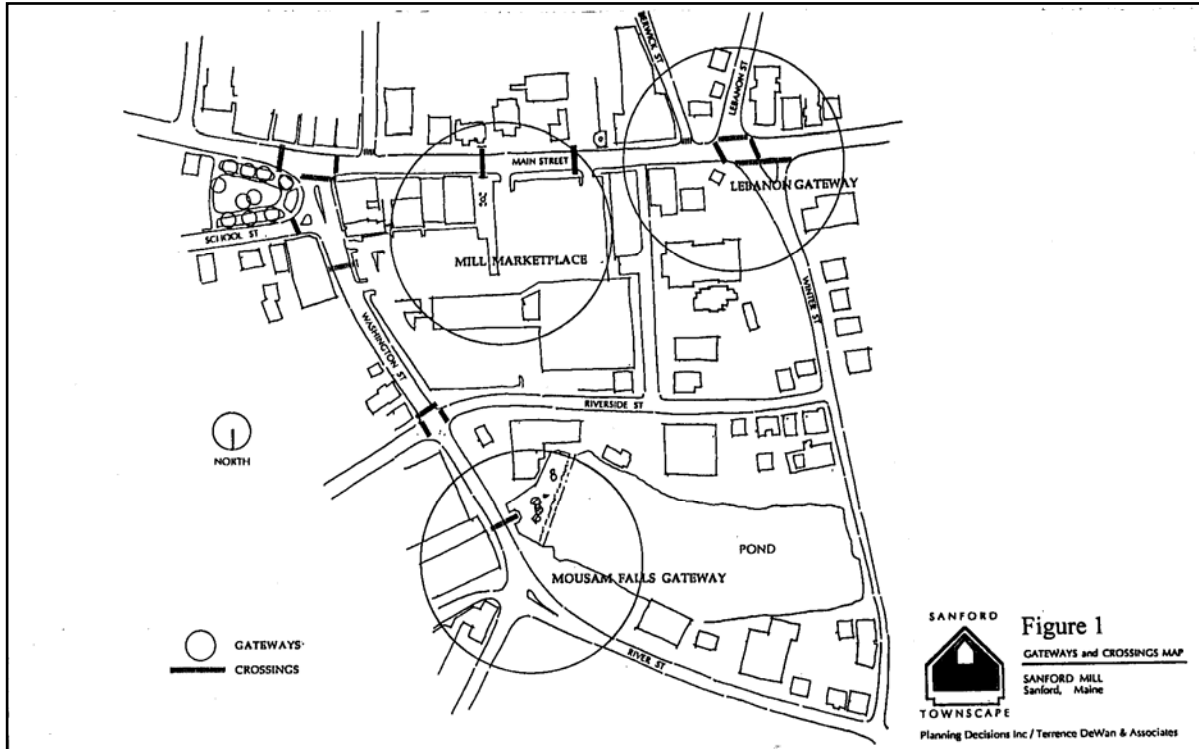 BERWICK ST
LEBANON ST
MAIN STREET
LEBANON GATEWAY
SCHOOL ST
MILL MARKETPLACE
WINTER ST
WASHINGTON ST
RIVERSIDE ST
NORTH
POND
MOUSAM FALLS GATEWAY
RIVER ST
GATEWAYS
CROSSINGS
SANFORD
TOWNSCAPE
Figure 1
GATEWAYS and CROSSINGS MAP
SANFORD MILL
Sanford, Maine
Planning Decisions Inc / Terrence DeWan & Associates